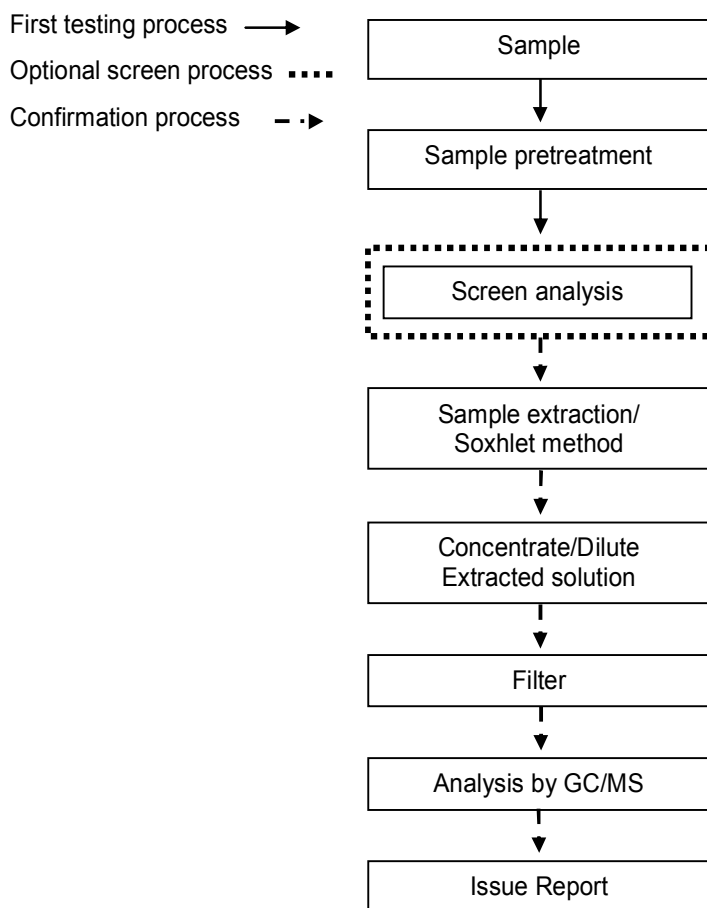 First testing process
Optional screen process
Confirmation process
Sample
Sample pretreatment
Screen analysis
Sample extraction/
Soxhlet method
Concentrate/Dilute
Extracted solution
Filter
Analysis by GC/MS
Issue Report